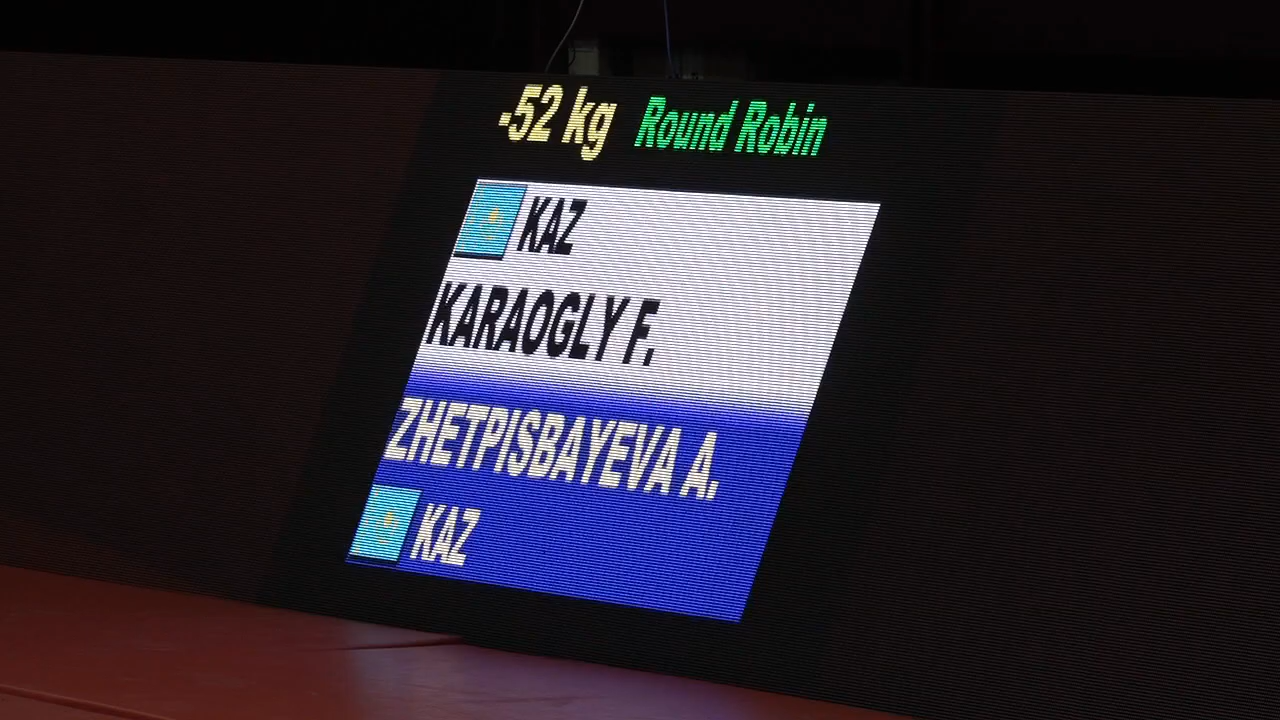 -52 kg Round Robin
KAZ
KARAOGLY F.
ZHETPISBAYEVA A.
KAZ